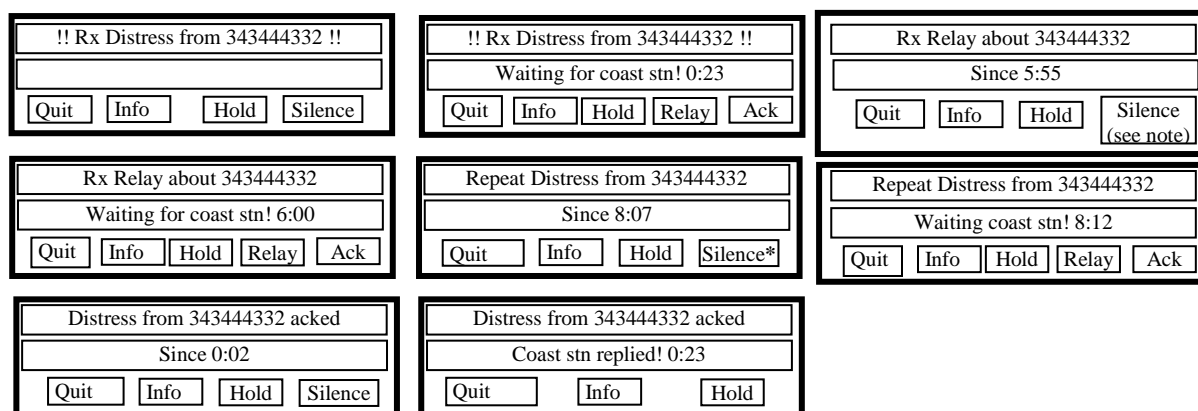 !! Rx Distress from 343444332 !!
Quit Info Hold Silence
!! Rx Distress from 343444332 !!
Waiting for coast stn! 0:23
Quit Info Hold Relay Ack
Rx Relay about 343444332
Since 5:55
Quit Info Hold Silence
(see note)
Rx Relay about 343444332
Waiting for coast stn! 6:00
Quit Info Hold Relay Ack
Repeat Distress from 343444332
Since 8:07
Quit Info Hold Silence*
Repeat Distress from 343444332
Waiting coast stn! 8:12
Quit Info Hold Relay Ack
Distress from 343444332 acked
Since 0:02
Quit Info Hold Silence
Distress from 343444332 acked
Coast stn replied! 0:23
Quit Info Hold